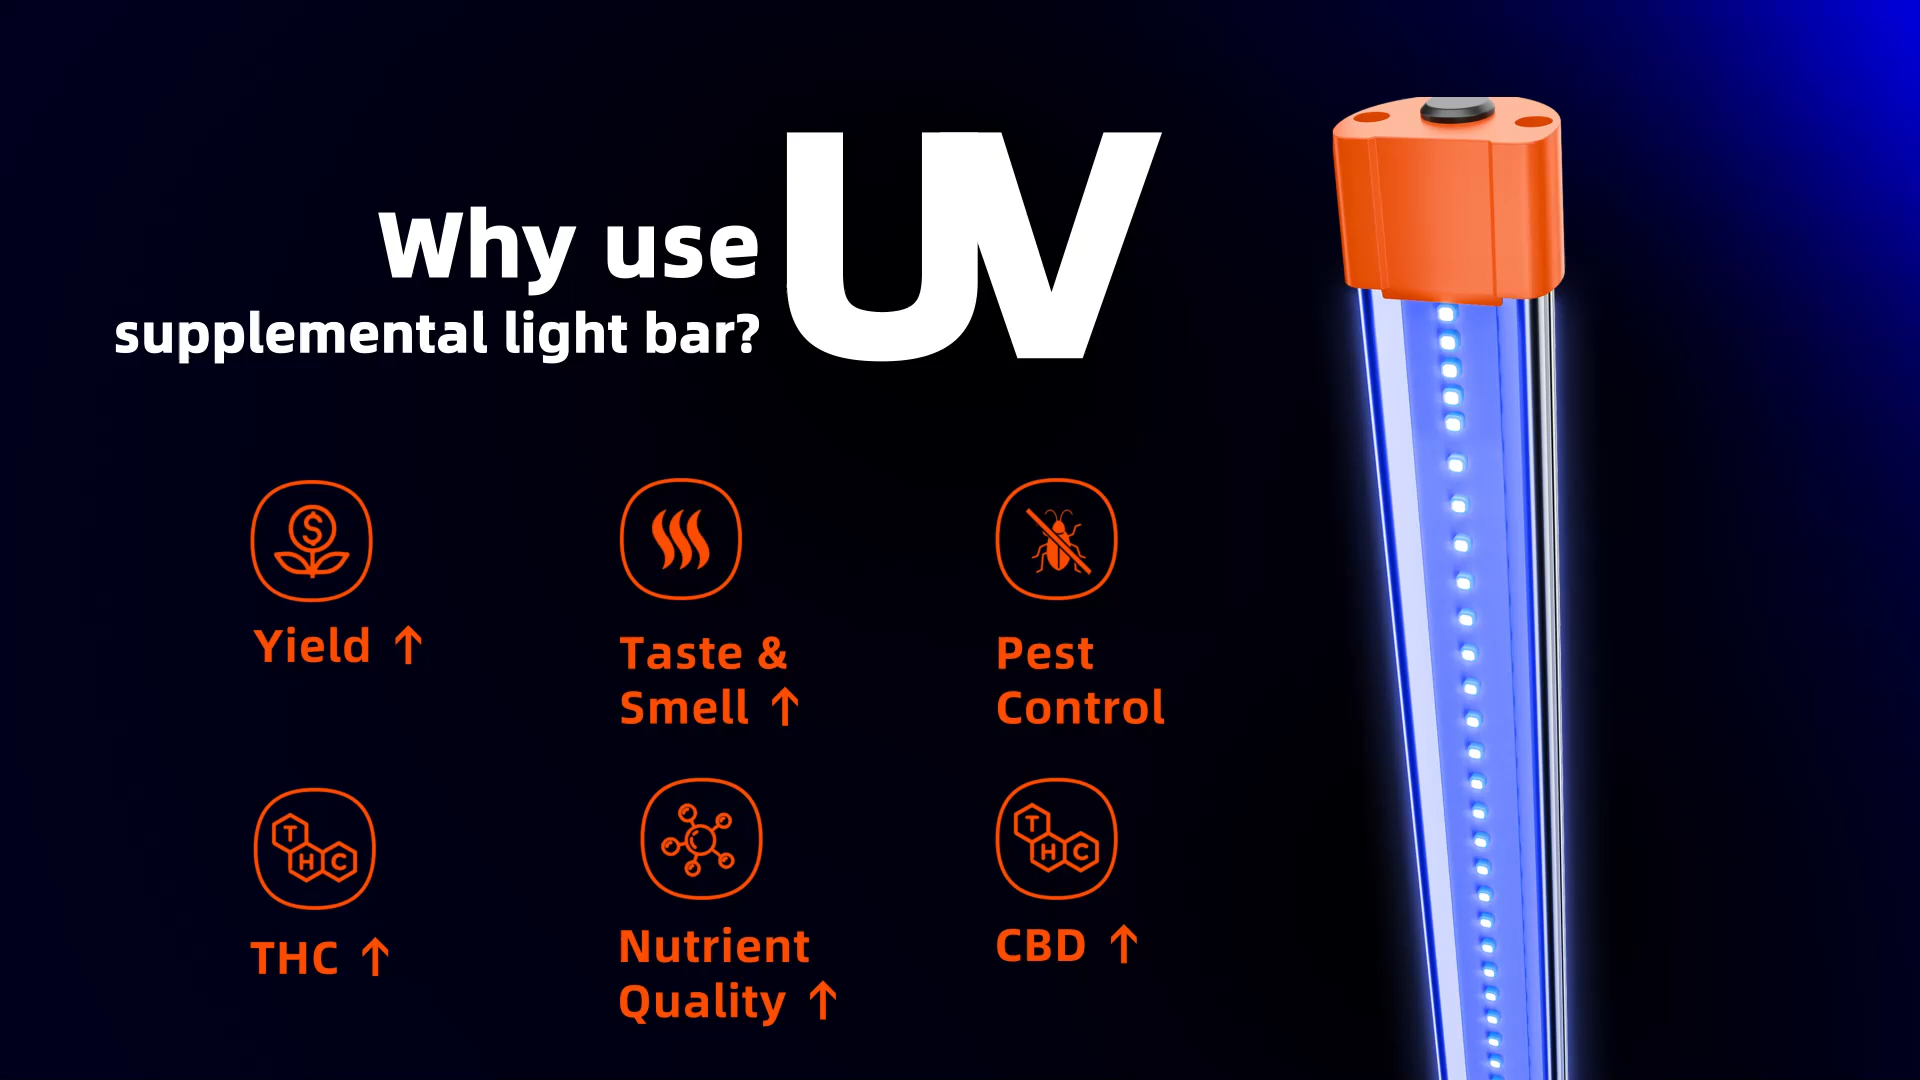 Why use UV
supplemental light bar?
$
Yield ↑
Taste &
Smell ↑
Pest
Control
T
H C
THC ↑
Nutrient
Quality ↑
T
H C
CBD ↑